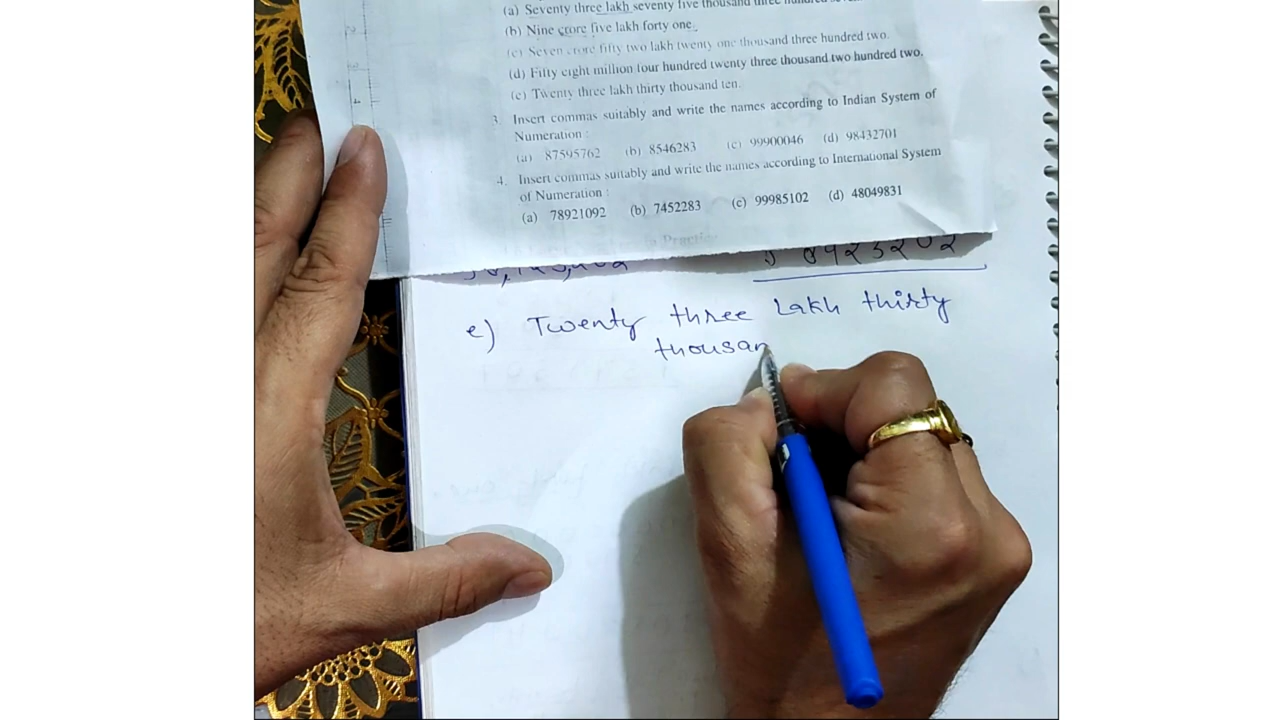 (a) Seventy three lakh seventy five thousand three hundred
(b) Nine crore five lakh forty one.
(c) Seven crore fifty two lakh twenty one thousand three hundred two.
(d) Fifty eight million four hundred twenty three thousand two hundred two.
(e) Twenty three lakh thirty thousand ten.
3. Insert commas suitably and write the names according to Indian System of
Numeration :
(a) 87595762 (b) 8546283 (c) 99900046 (d) 98432701
4. Insert commas suitably and write the names according to International System
of Numeration :
(a) 78921092 (b) 7452283 (c) 99985102 (d) 48049831
e) Twenty three Lakh thirty
thousan